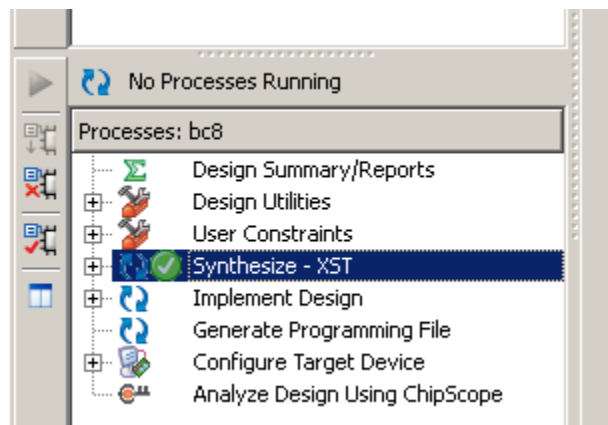 No Processes Running
Processes: bc8
Design Summary/Reports
Design Utilities
User Constraints
Synthesize - XST
Implement Design
Generate Programming File
Configure Target Device
Analyze Design Using ChipScope